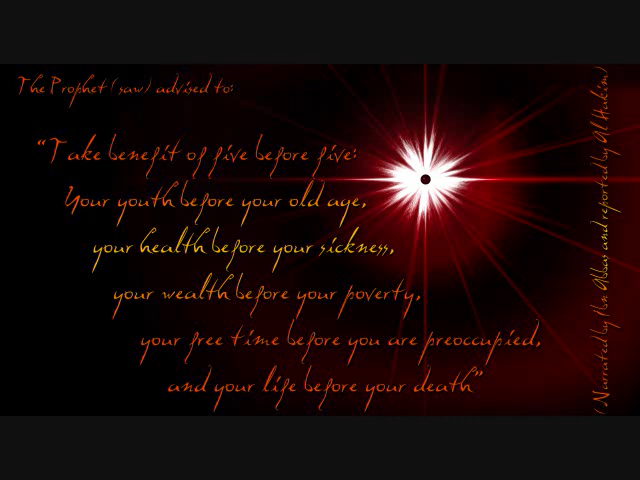 The Prophet (saw) advised to:
"Take benefit of five before five:
Your youth before your old age,
your health before your sickness,
your wealth before your poverty,
your free time before you are preoccupied,
and your life before your death"
(Narrated by Ibn Abbas and reported by Al Hakim)